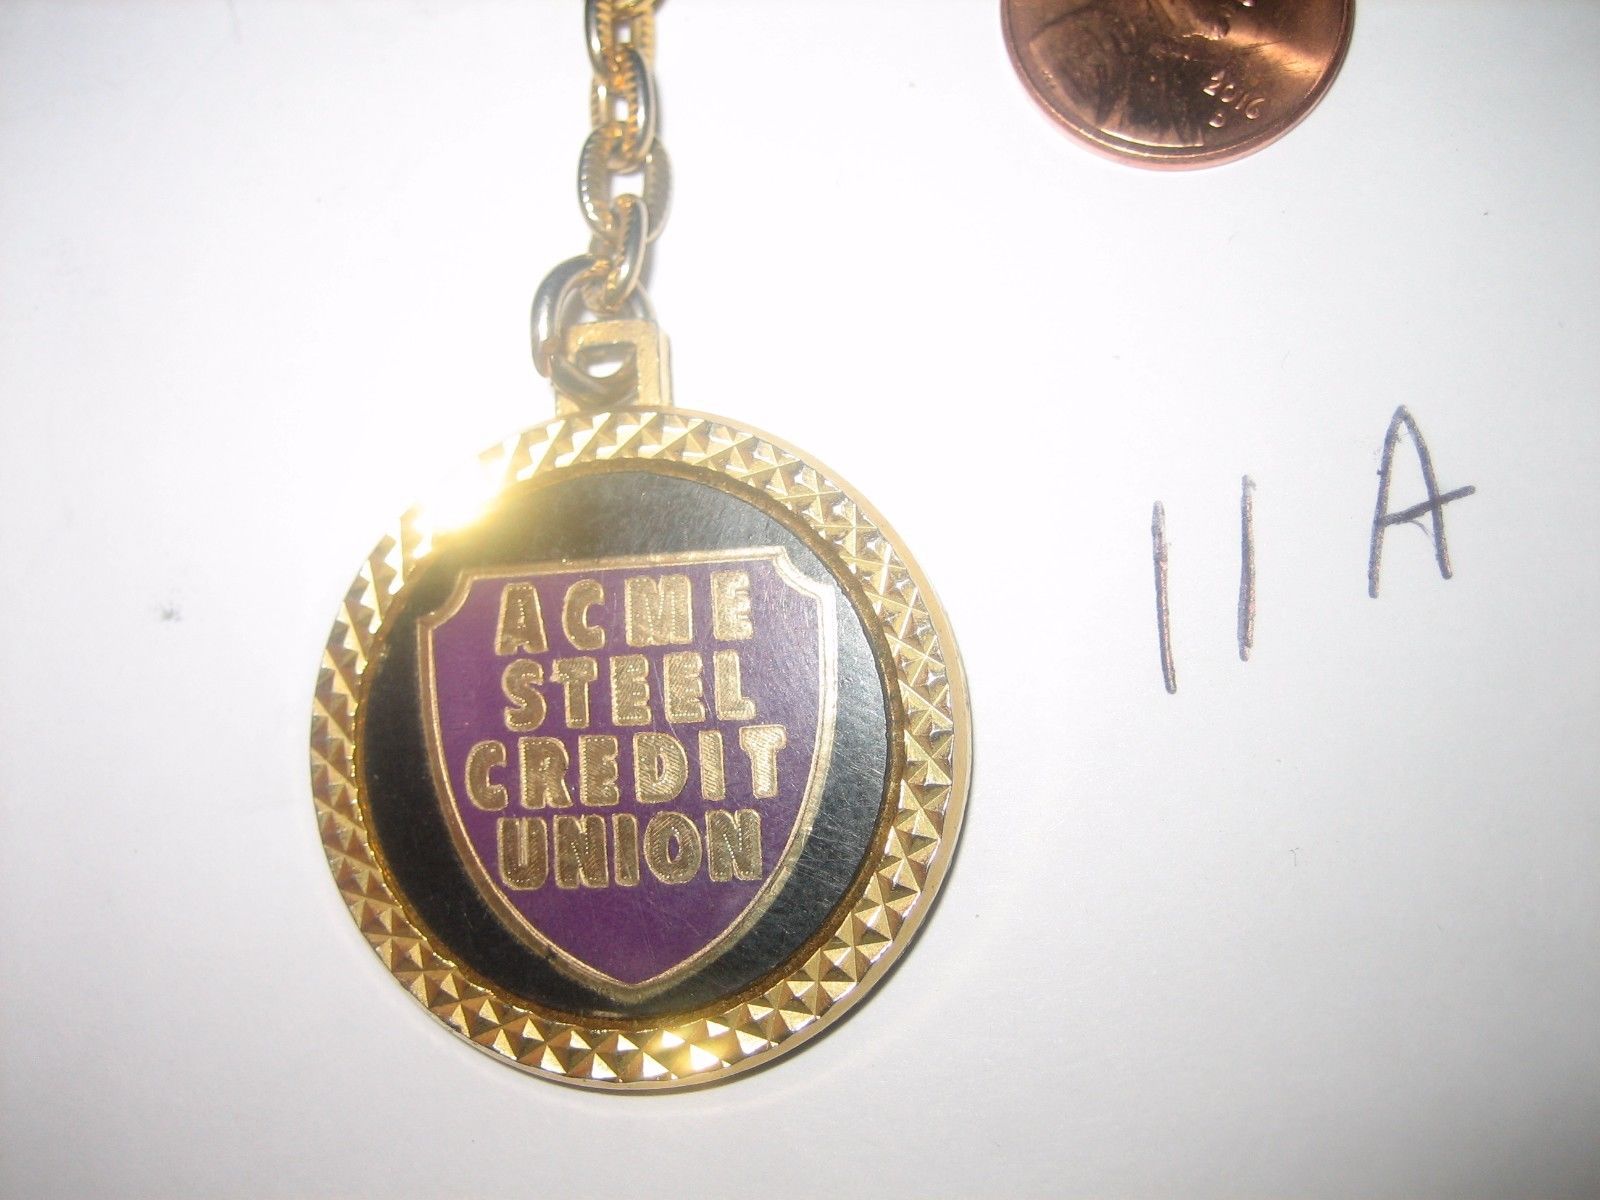 2016
D
11 A
ACME
STEEL
CREDIT
UNION